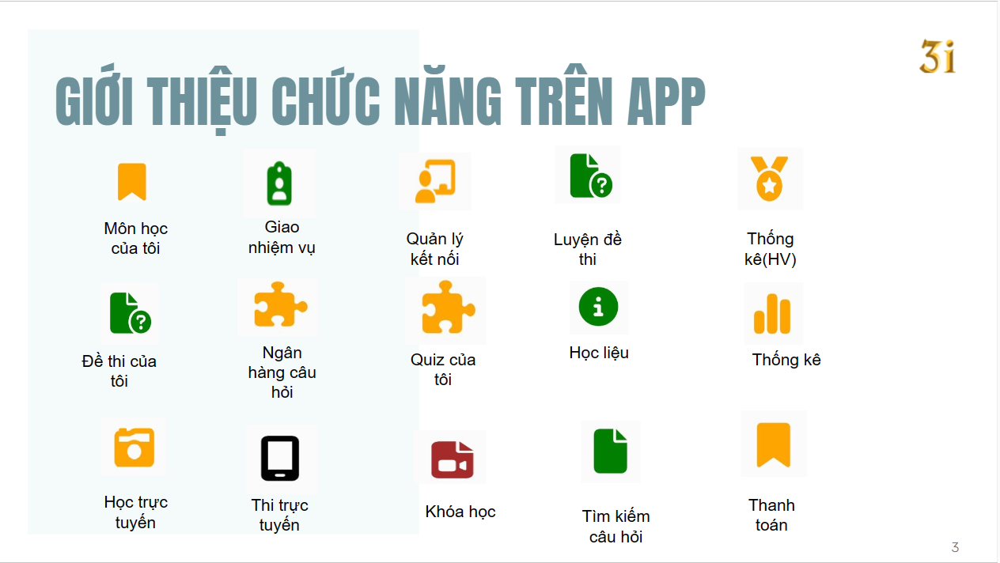 3i
GIỚI THIỆU CHỨC NĂNG TRÊN APP
Môn học
của tôi
Giao
nhiệm vụ
Quản lý
kết nối
Luyện đề
thi
Thống
kê(HV)
Đề thi của
tôi
Ngân
hàng câu
hỏi
Quiz của
tôi
Học liệu
Thống kê
Học trực
tuyến
Thi trực
tuyến
Khóa học
Tìm kiếm
câu hỏi
Thanh
toán
3